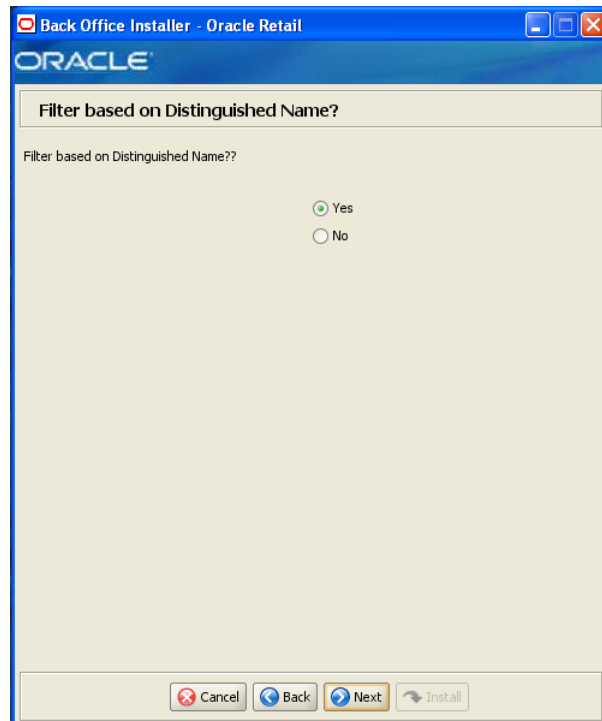 Back Office Installer - Oracle Retail
ORACLE
Filter based on Distinguished Name?
Filter based on Distinguished Name??
Yes
No
Cancel Back Next Install